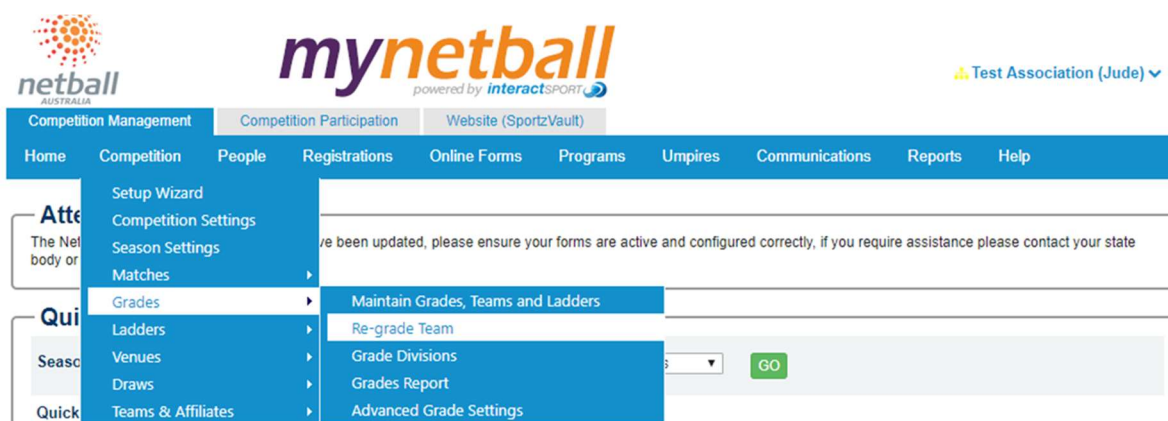 netball
AUSTRALIA
mynetball
powered by interactSPORT
Test Association (Jude)
Competition Management Competition Participation Website (SportzVault)
Home Competition People Registrations Online Forms Programs Umpires Communications Reports Help
Setup Wizard
Competition Settings
Season Settings
Matches
Grades
Ladders
Venues
Draws
Teams & Affiliates
Maintain Grades, Teams and Ladders
Re-grade Team
Grade Divisions
Grades Report
Advanced Grade Settings
Atte
The Net ve been updated, please ensure your forms are active and configured correctly, if you require assistance please contact your state
body or
Qui
Seaso s GO
Quick